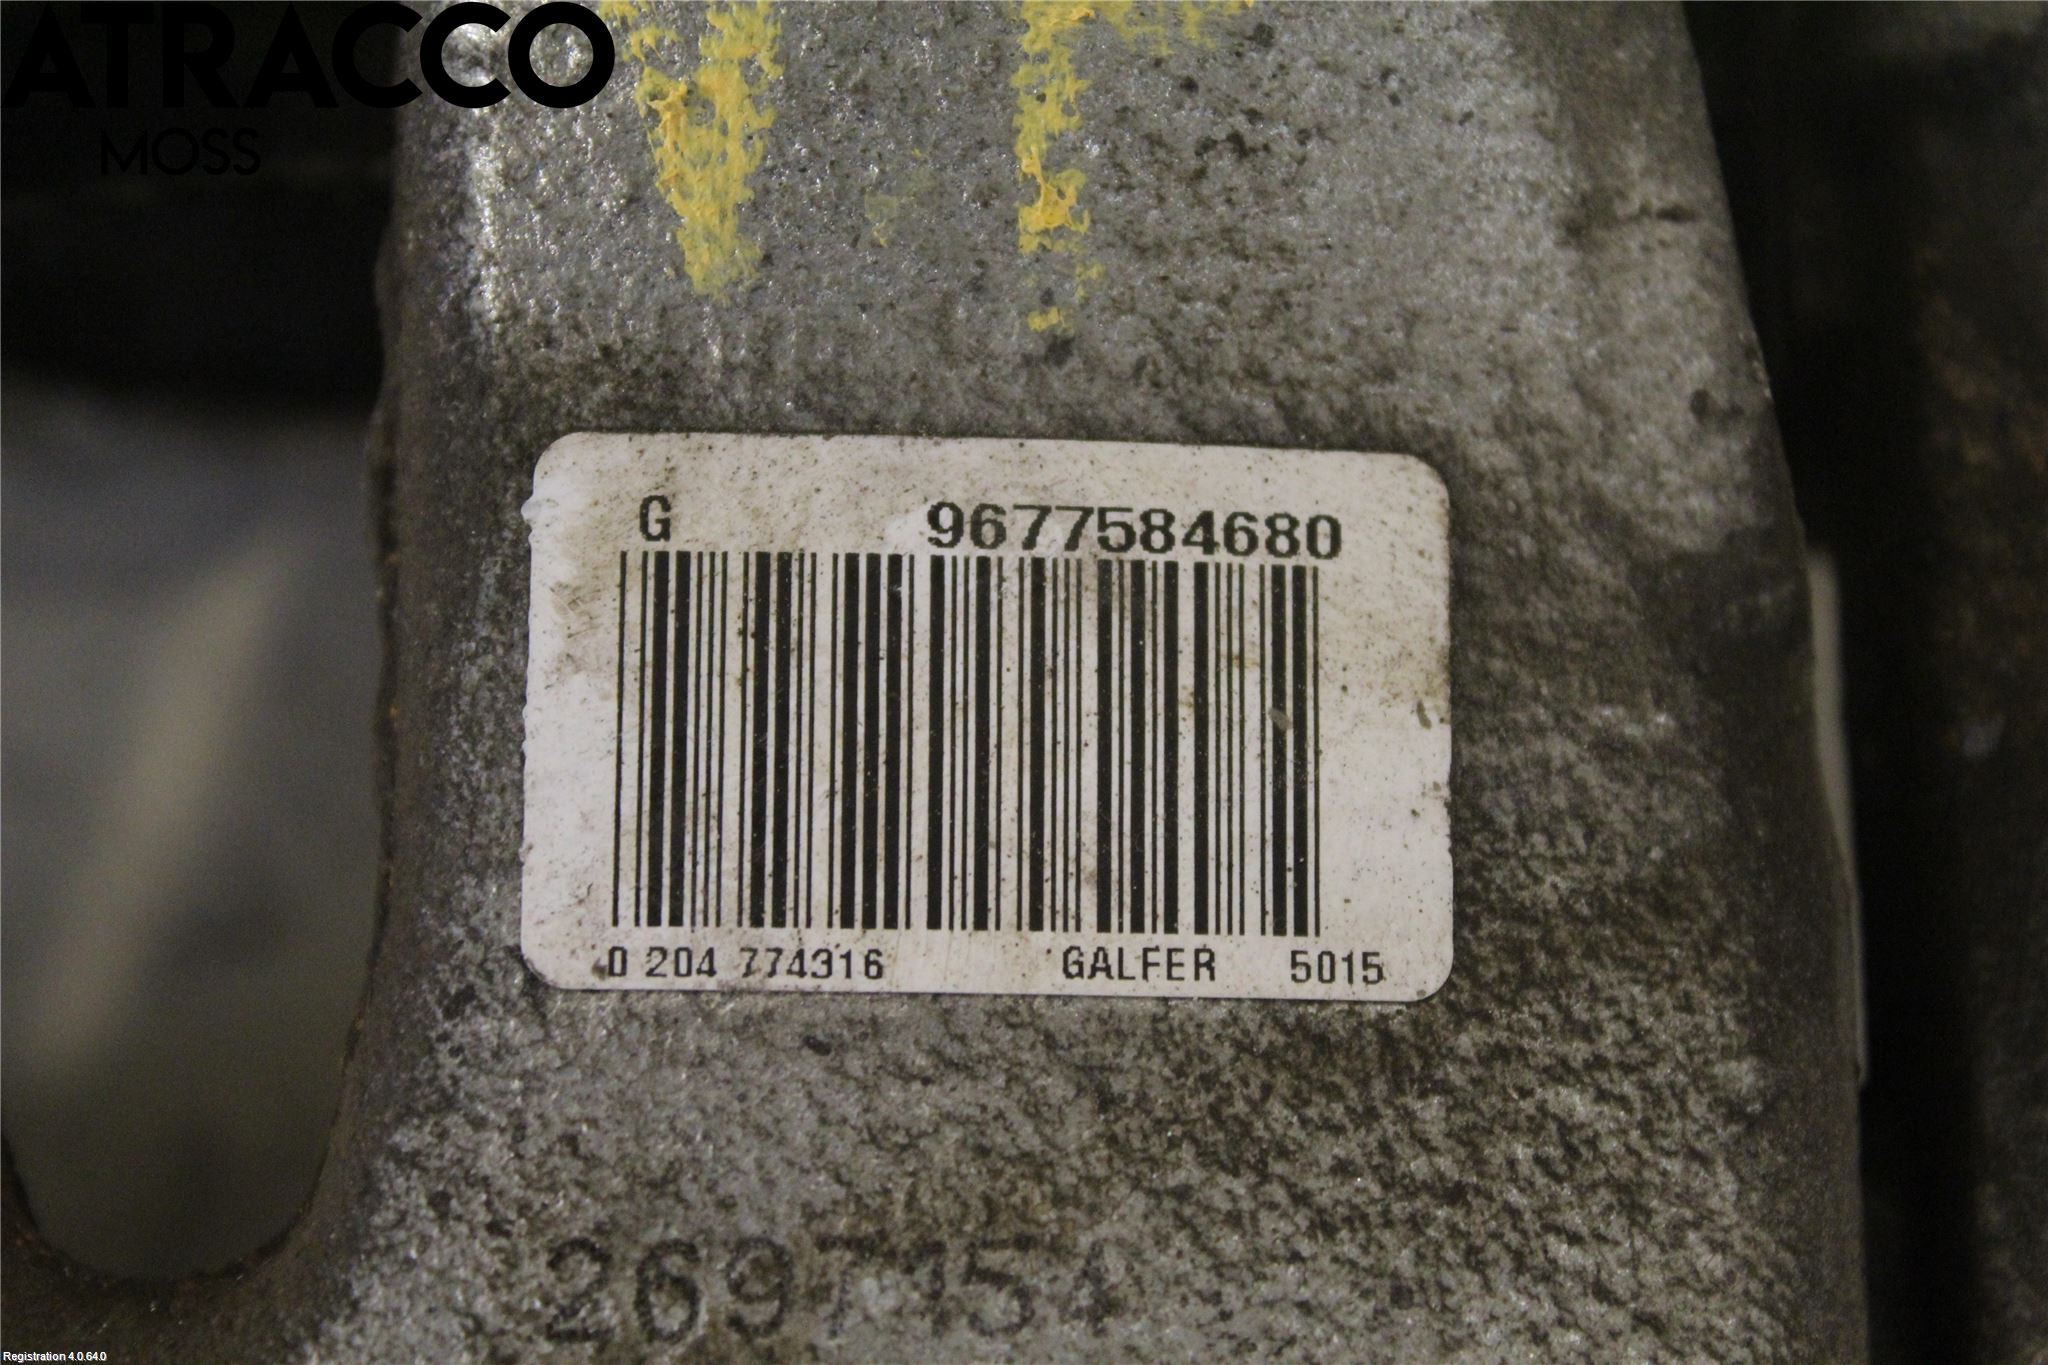 ATRACCO
MOSS
G 9677584680
0 204 774316 GALFER 5015
Registration 4.0.64.0